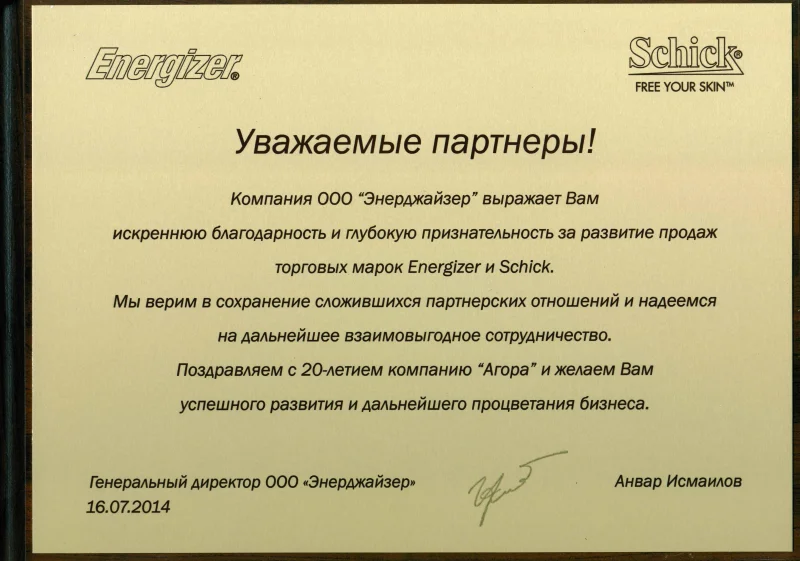 Energizer®
Schick®
FREE YOUR SKIN™
Уважаемые партнеры!
Компания ООО “Энерджайзер” выражает Вам
искреннюю благодарность и глубокую признательность за развитие продаж
торговых марок Energizer и Schick.
Мы верим в сохранение сложившихся партнерских отношений и надеемся
на дальнейшее взаимовыгодное сотрудничество.
Поздравляем с 20-летием компанию “Агора” и желаем Вам
успешного развития и дальнейшего процветания бизнеса.
Генеральный директор ООО «Энерджайзер»
Анвар Исмаилов
16.07.2014